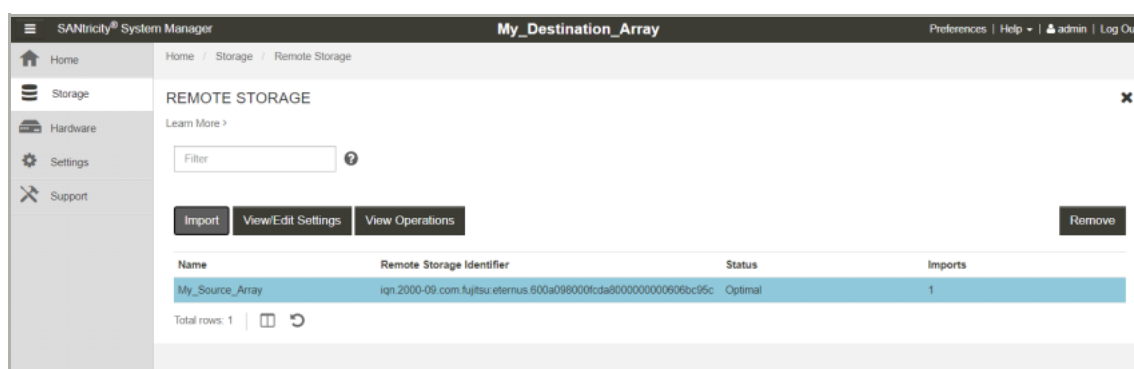 SANtricity® System Manager
My_Destination_Array
Preferences | Help | admin | Log Ou
Home
Home / Storage / Remote Storage
Storage
REMOTE STORAGE
Learn More >
Hardware
Filter
Settings
Support
Import
View/Edit Settings
View Operations
Remove
Name Remote Storage Identifier Status Imports
My_Source_Array iqn.2000-09.com.fujitsu:eternus.600a098000fcda8000000000606bc95c Optimal 1
Total rows: 1